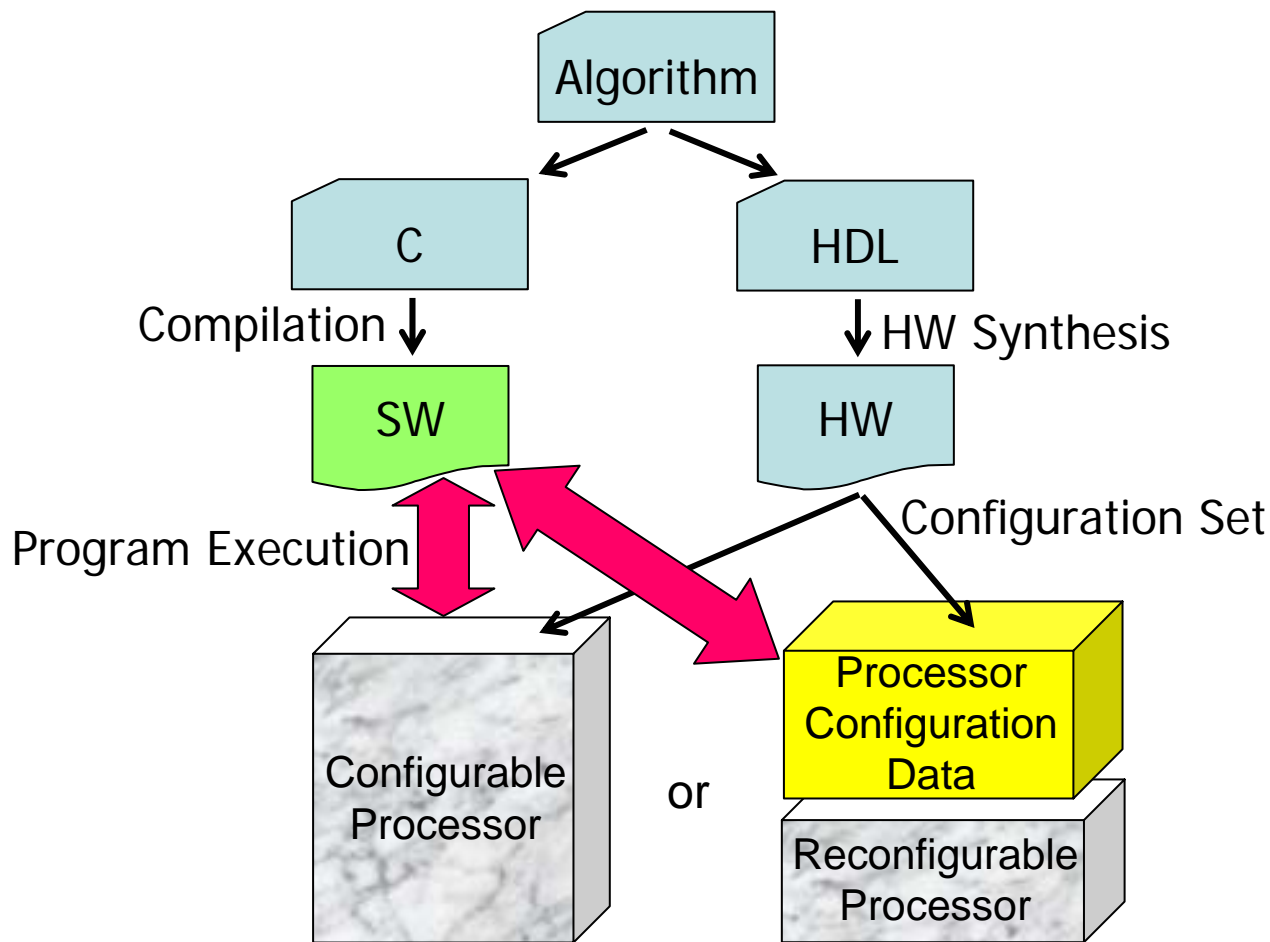 Algorithm
C
HDL
Compilation
HW Synthesis
SW
HW
Configuration Set
Program Execution
Processor
Configuration
Data
Configurable
Processor
or
Reconfigurable
Processor